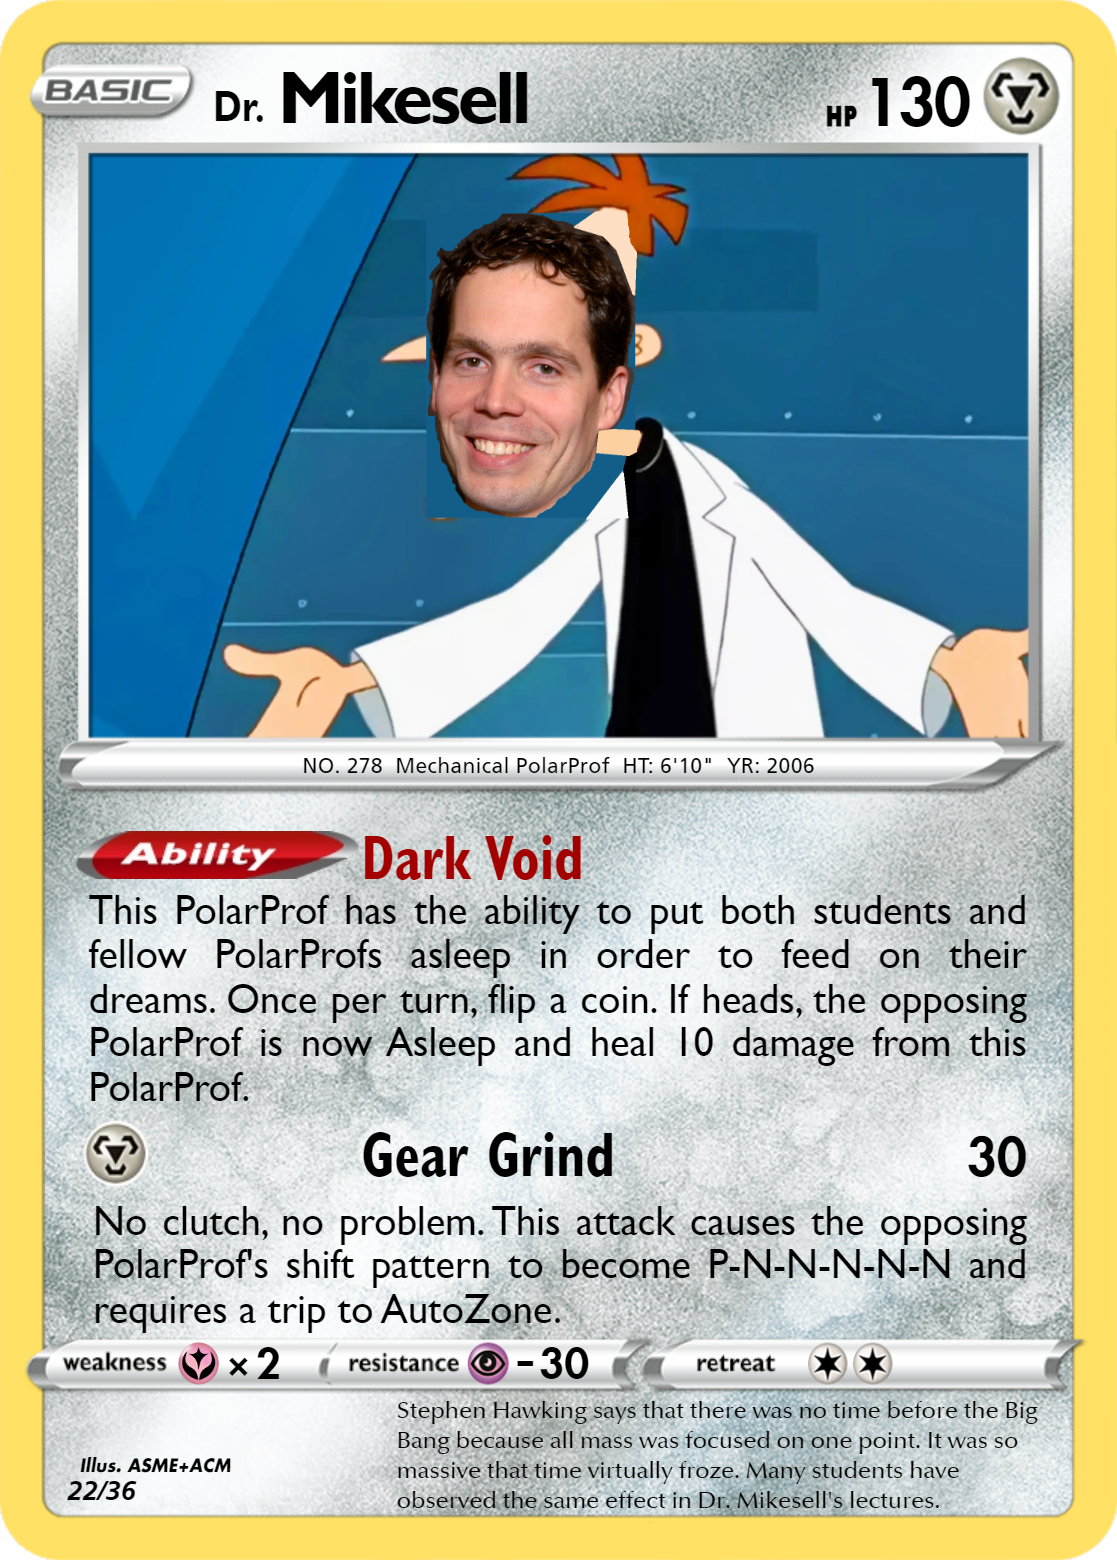 BASIC
Dr. Mikesell
HP 130
NO. 278 Mechanical PolarProf HT: 6'10" YR: 2006
Ability Dark Void
This PolarProf has the ability to put both students and
fellow PolarProfs asleep in order to feed on their
dreams. Once per turn, flip a coin. If heads, the opposing
PolarProf is now Asleep and heal 10 damage from this
PolarProf.
Gear Grind 30
No clutch, no problem. This attack causes the opposing
PolarProf's shift pattern to become P-N-N-N-N-N and
requires a trip to AutoZone.
weakness ×2 resistance -30 retreat
Stephen Hawking says that there was no time before the Big
Bang because all mass was focused on one point. It was so
massive that time virtually froze. Many students have
observed the same effect in Dr. Mikesell's lectures.
Illus. ASME+ACM
22/36